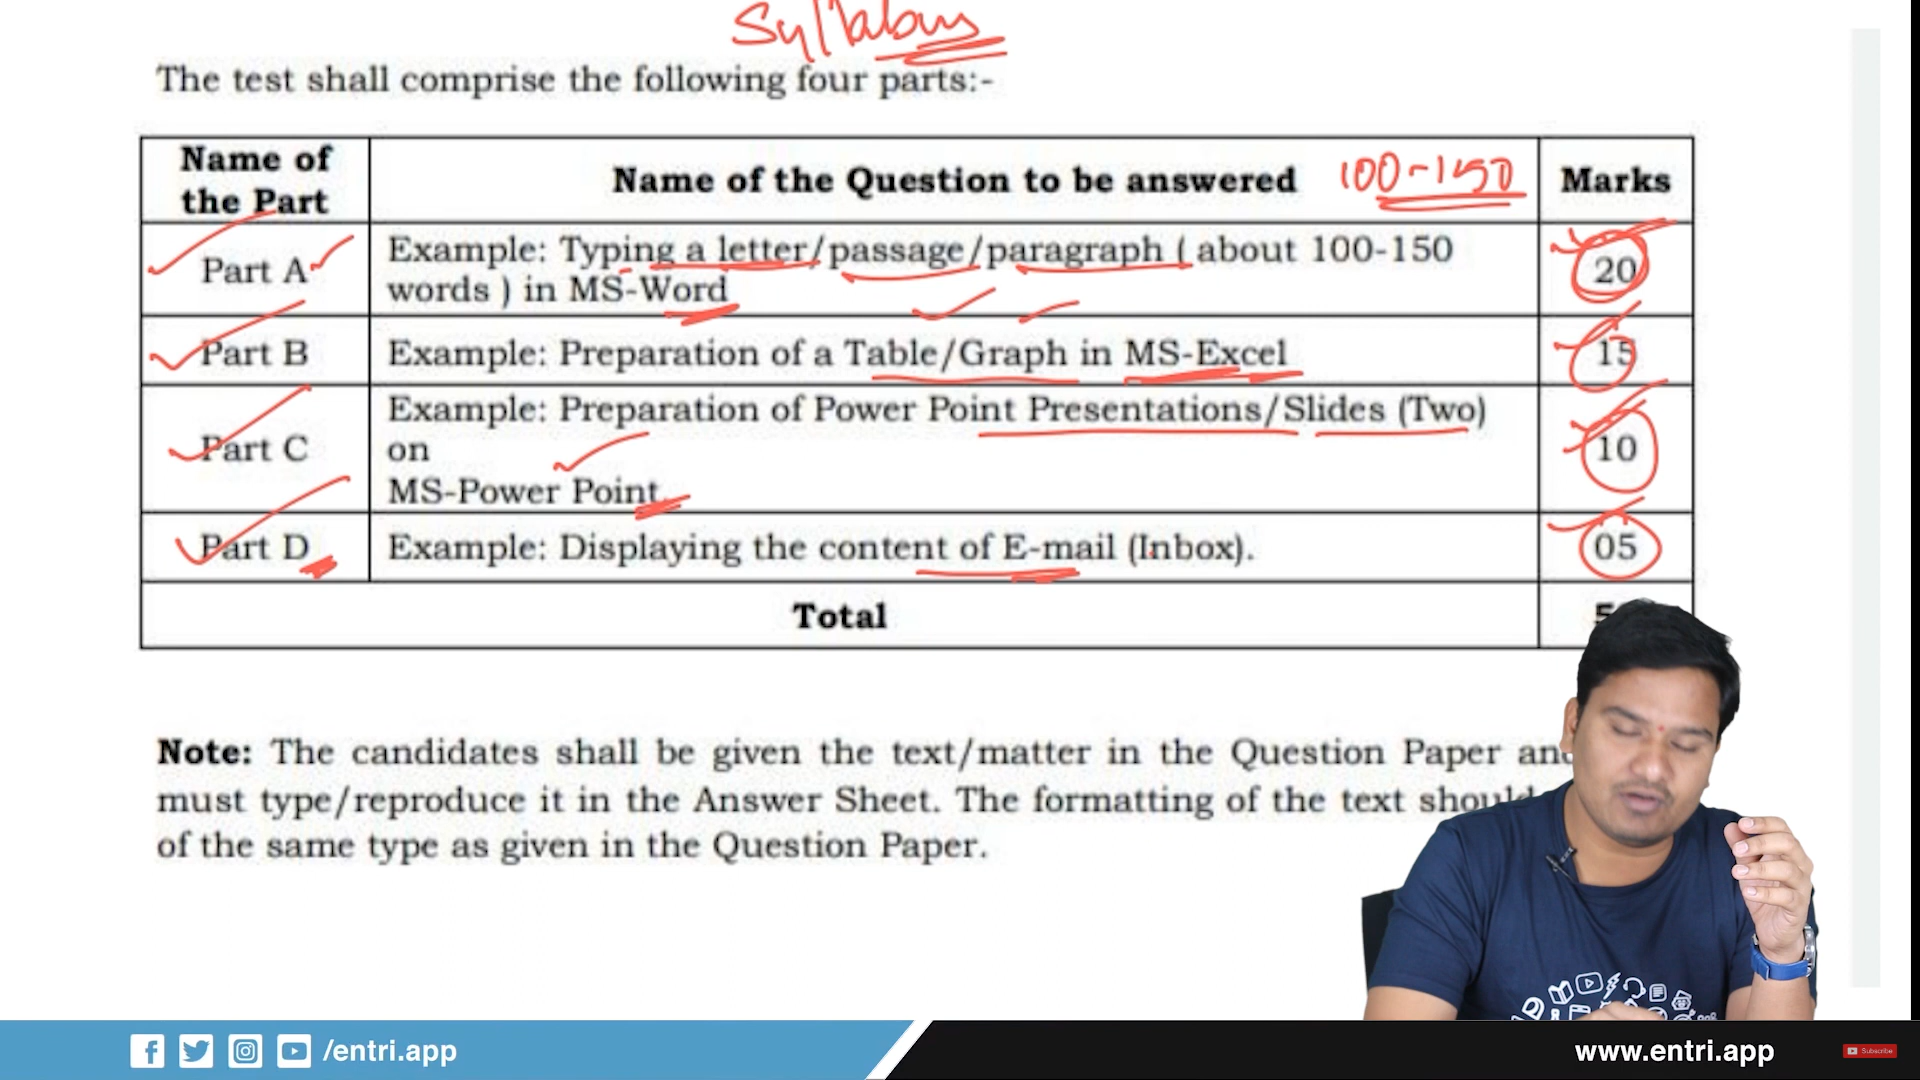 Syllabus
The test shall comprise the following four parts:-
Name of the Part
Name of the Question to be answered
100-150
Marks
Part A
Example: Typing a letter/passage/paragraph ( about 100-150
words ) in MS-Word
20
Part B
Example: Preparation of a Table/Graph in MS-Excel
15
Part C
Example: Preparation of Power Point Presentations/Slides (Two)
on
MS-Power Point
10
Part D
Example: Displaying the content of E-mail (Inbox).
05
Total
Note: The candidates shall be given the text/matter in the Question Paper
must type/reproduce it in the Answer Sheet. The formatting of the text
of the same type as given in the Question Paper.
/entri.app
www.entri.app
Subscribe